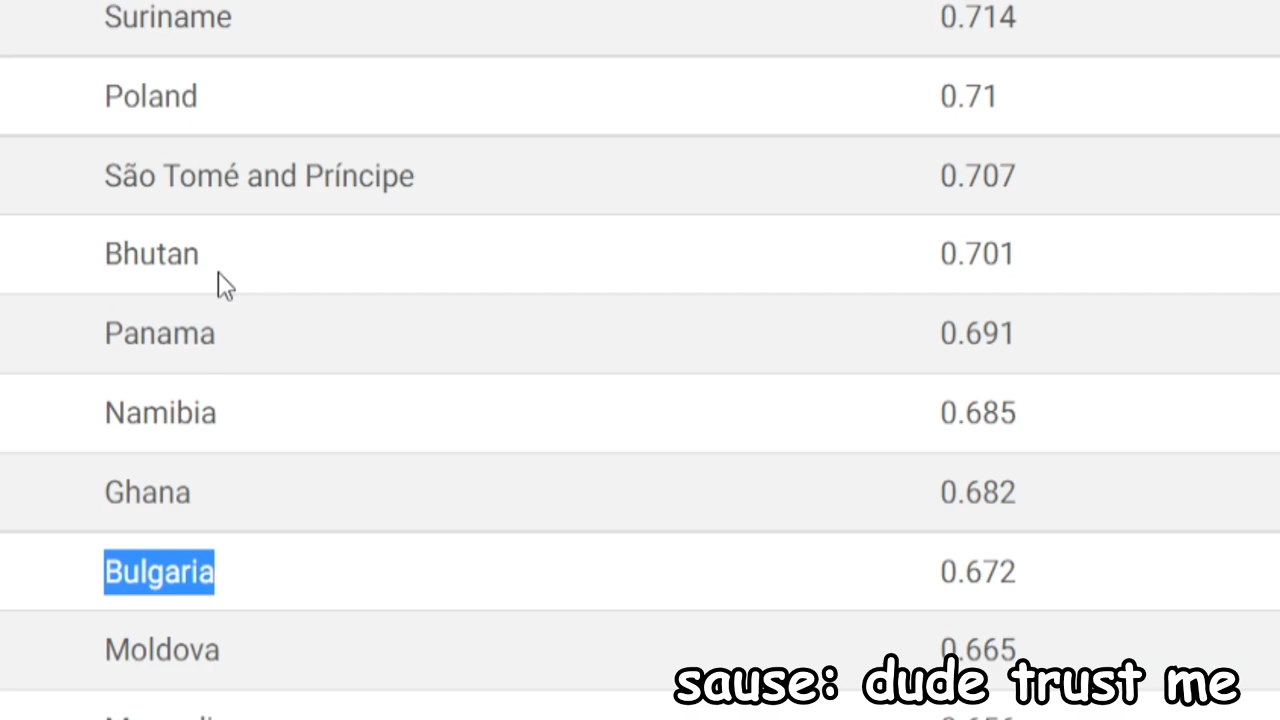 Suriname 0.714
Poland 0.71
São Tomé and Príncipe 0.707
Bhutan 0.701
Panama 0.691
Namibia 0.685
Ghana 0.682
Bulgaria 0.672
Moldova 0.665
sause: dude trust me